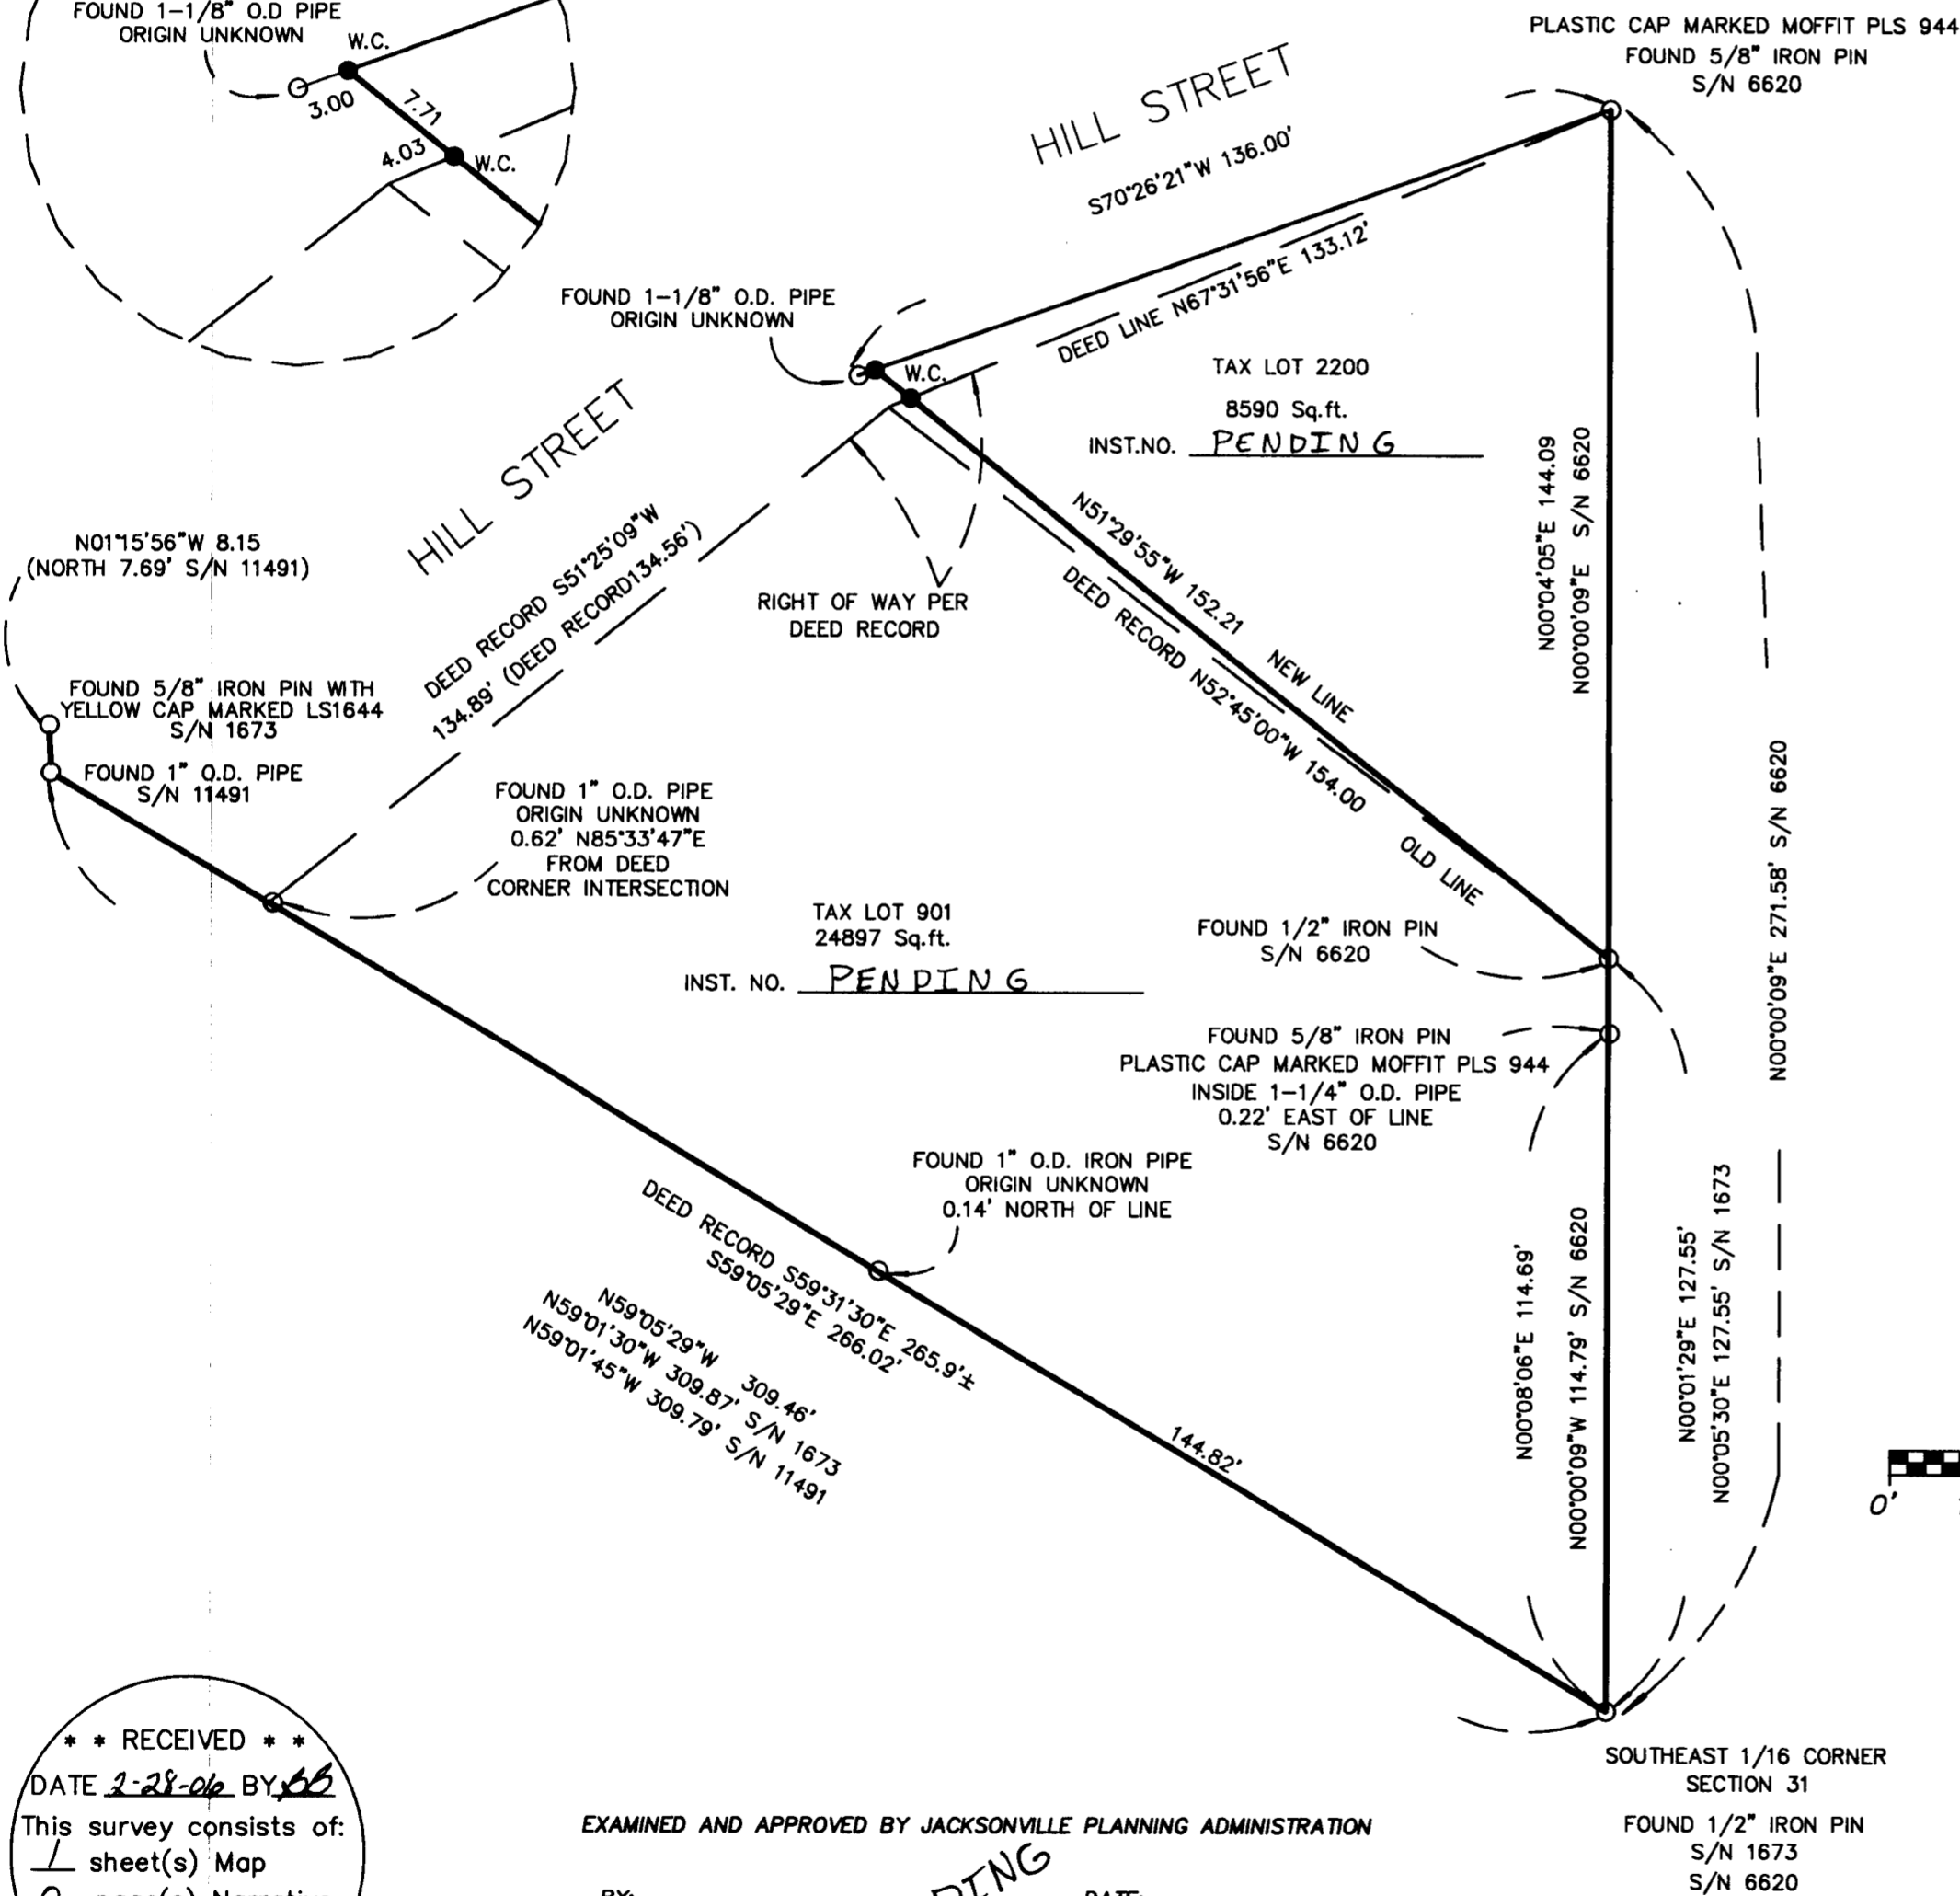 FOUND 1-1/8" O.D PIPE
ORIGIN UNKNOWN
W.C.
3.00
7.71
4.03
W.C.
PLASTIC CAP MARKED MOFFIT PLS 944
FOUND 5/8" IRON PIN
S/N 6620
HILL STREET
S70°26'21"W 136.00'
DEED LINE N67°31'56"E 133.12'
FOUND 1-1/8" O.D. PIPE
ORIGIN UNKNOWN
W.C.
TAX LOT 2200
8590 Sq.ft.
INST.NO. PENDING
HILL STREET
N01°15'56"W 8.15
(NORTH 7.69' S/N 11491)
DEED RECORD S51°25'09"W
134.89' (DEED RECORD134.56')
RIGHT OF WAY PER
DEED RECORD
N51°29'55"W 152.21
NEW LINE
DEED RECORD N52°45'00"W 154.00
OLD LINE
N00°04'05"E 144.09
N00°00'09"E S/N 6620
N00°00'09"E 271.58' S/N 6620
FOUND 5/8" IRON PIN WITH
YELLOW CAP MARKED LS1644
S/N 1673
FOUND 1" O.D. PIPE
S/N 11491
FOUND 1" O.D. PIPE
ORIGIN UNKNOWN
0.62' N85°33'47"E
FROM DEED
CORNER INTERSECTION
TAX LOT 901
24897 Sq.ft.
INST. NO. PENDING
FOUND 1/2" IRON PIN
S/N 6620
FOUND 5/8" IRON PIN
PLASTIC CAP MARKED MOFFIT PLS 944
INSIDE 1-1/4" O.D. PIPE
0.22' EAST OF LINE
S/N 6620
FOUND 1" O.D. IRON PIPE
ORIGIN UNKNOWN
0.14' NORTH OF LINE
DEED RECORD S59°31'30"E 265.9'±
S59°05'29"E 266.02'
N59°05'29"W 309.46'
N59°01'30"W 309.87' S/N 1673
N59°01'45"W 309.79' S/N 11491
144.82'
N00°08'06"E 114.69'
N00°00'09"W 114.79' S/N 6620
N00°01'29"E 127.55'
N00°05'30"E 127.55' S/N 1673
0'
* * RECEIVED * *
DATE 2-28-06 BY BB
This survey consists of:
1 sheet(s) Map
page(s) Narrative
EXAMINED AND APPROVED BY JACKSONVILLE PLANNING ADMINISTRATION
BY:
DATE:
SOUTHEAST 1/16 CORNER
SECTION 31
FOUND 1/2" IRON PIN
S/N 1673
S/N 6620